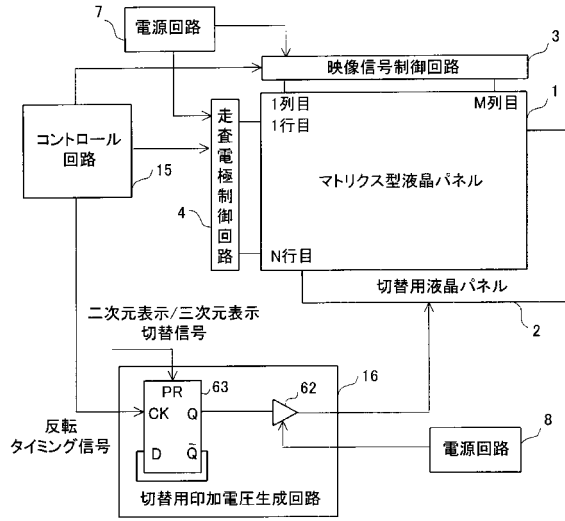 7
電源回路
3
映像信号制御回路
1
1列目
M列目
1行目
コントロール
回路
15
走査電極制御回路
4
マトリクス型液晶パネル
N行目
切替用液晶パネル
2
二次元表示/三次元表示
切替信号
63
62
16
PR
CK
Q
D
Q̅
反転
タイミング信号
切替用印加電圧生成回路
8
電源回路